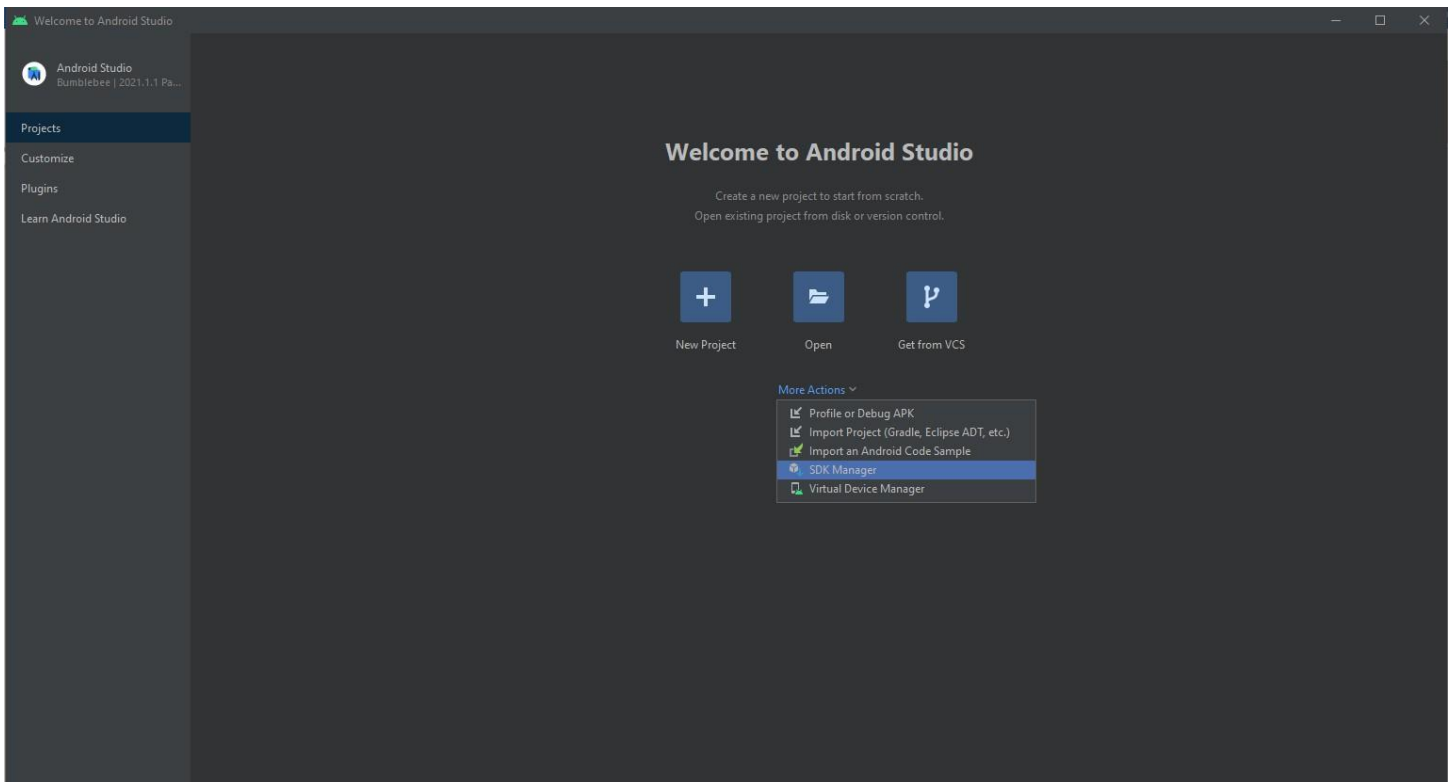 Welcome to Android Studio
Android Studio
Bumblebee | 2021.1.1 Pa...
Projects
Customize
Plugins
Learn Android Studio
Welcome to Android Studio
Create a new project to start from scratch.
Open existing project from disk or version control.
New Project
Open
Get from VCS
More Actions
Profile or Debug APK
Import Project (Gradle, Eclipse ADT, etc.)
Import an Android Code Sample
SDK Manager
Virtual Device Manager